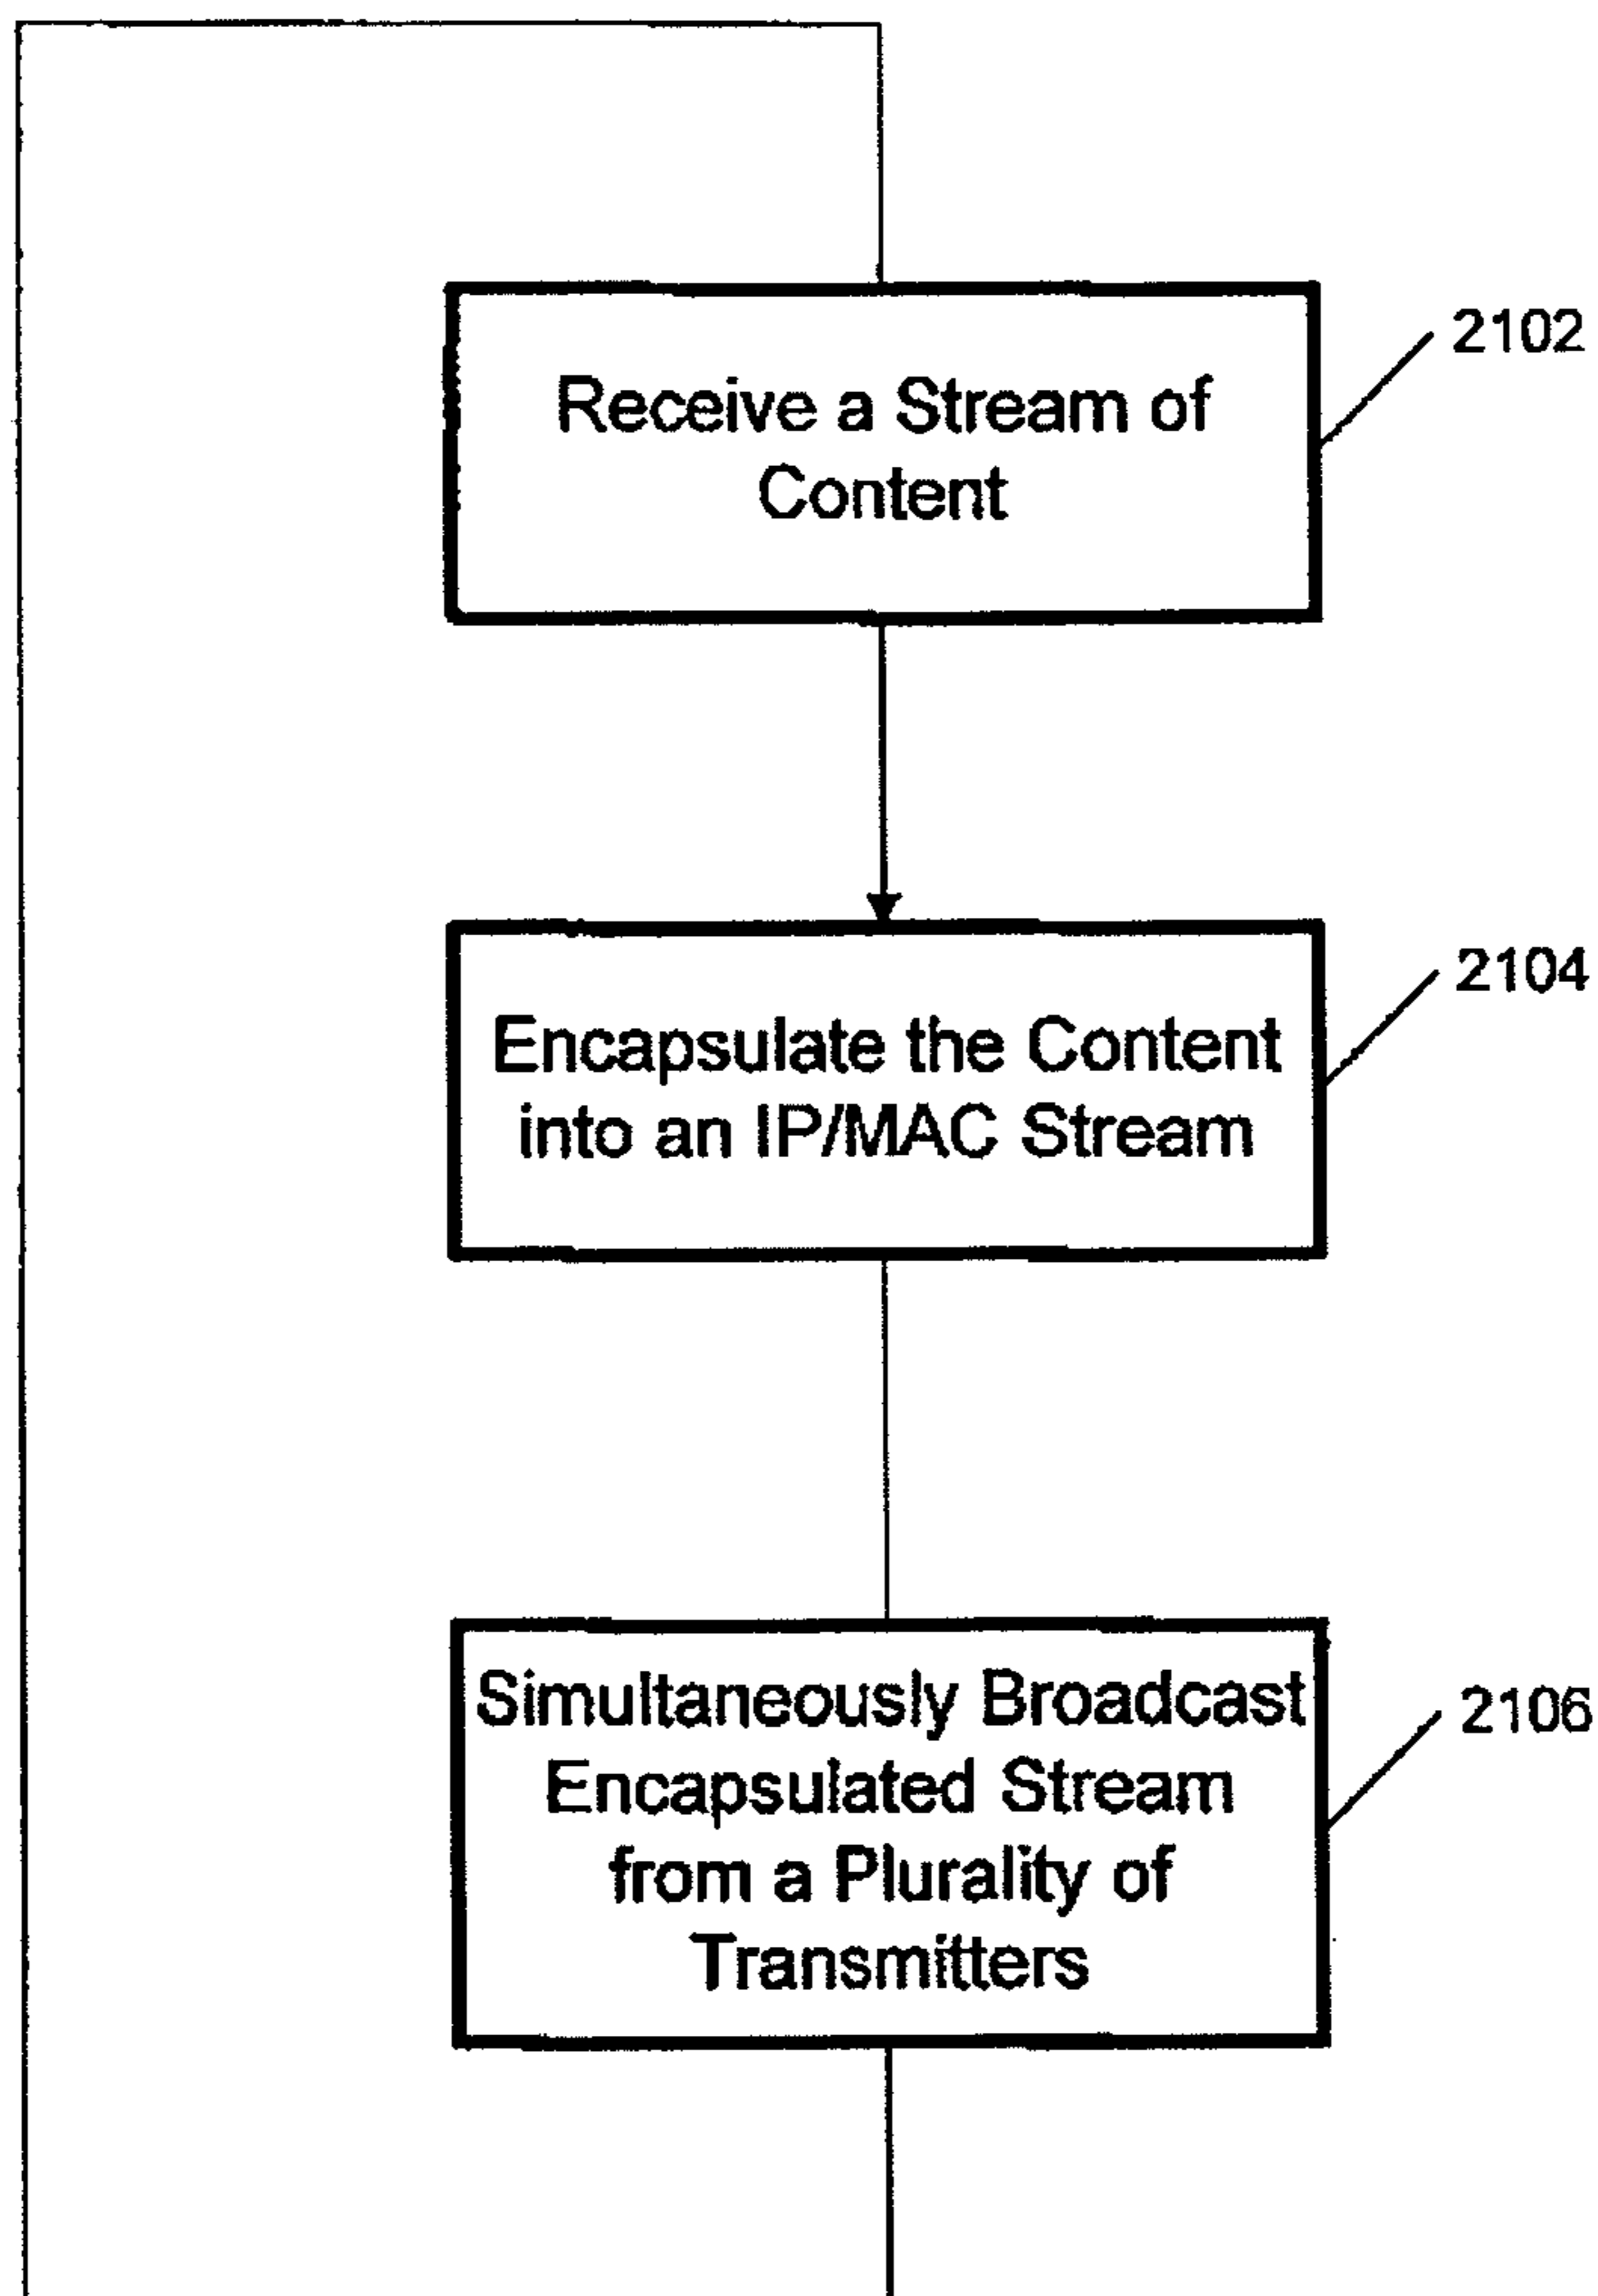 2102
Receive a Stream of
Content
2104
Encapsulate the Content
into an IP/MAC Stream
2106
Simultaneously Broadcast
Encapsulated Stream
from a Plurality of
Transmitters